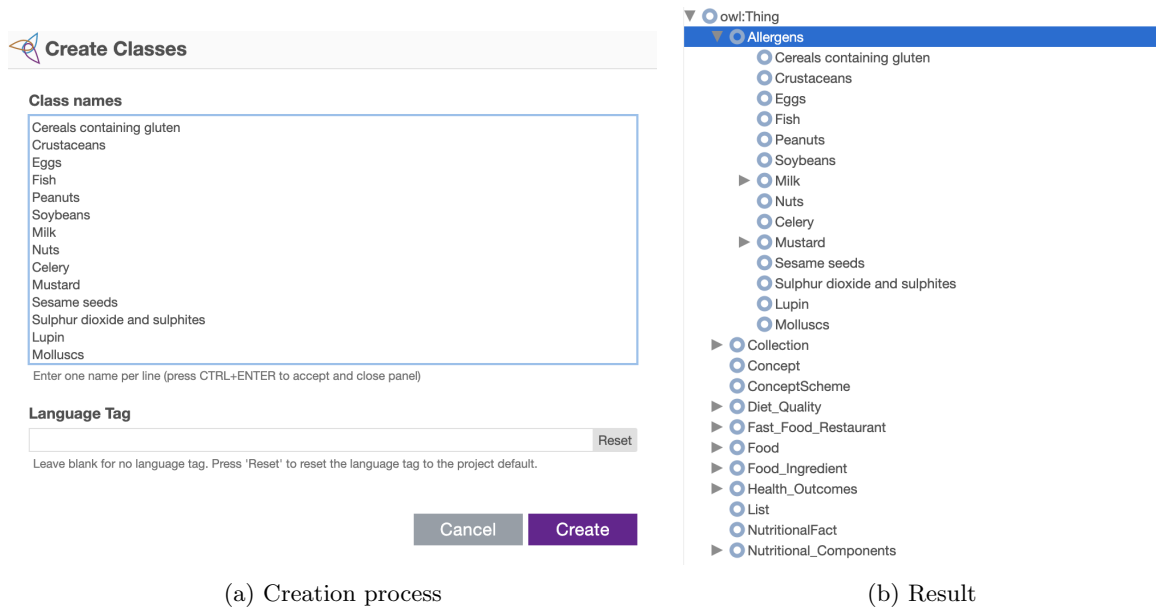 Create Classes
Class names
Cereals containing gluten
Crustaceans
Eggs
Fish
Peanuts
Soybeans
Milk
Nuts
Celery
Mustard
Sesame seeds
Sulphur dioxide and sulphites
Lupin
Molluscs
Enter one name per line (press CTRL+ENTER to accept and close panel)
Language Tag
Reset
Leave blank for no language tag. Press 'Reset' to reset the language tag to the project default.
Cancel Create
(a) Creation process
owl:Thing
Allergens
Cereals containing gluten
Crustaceans
Eggs
Fish
Peanuts
Soybeans
Milk
Nuts
Celery
Mustard
Sesame seeds
Sulphur dioxide and sulphites
Lupin
Molluscs
Collection
Concept
ConceptScheme
Diet_Quality
Fast_Food_Restaurant
Food
Food_Ingredient
Health_Outcomes
List
NutritionalFact
Nutritional_Components
(b) Result